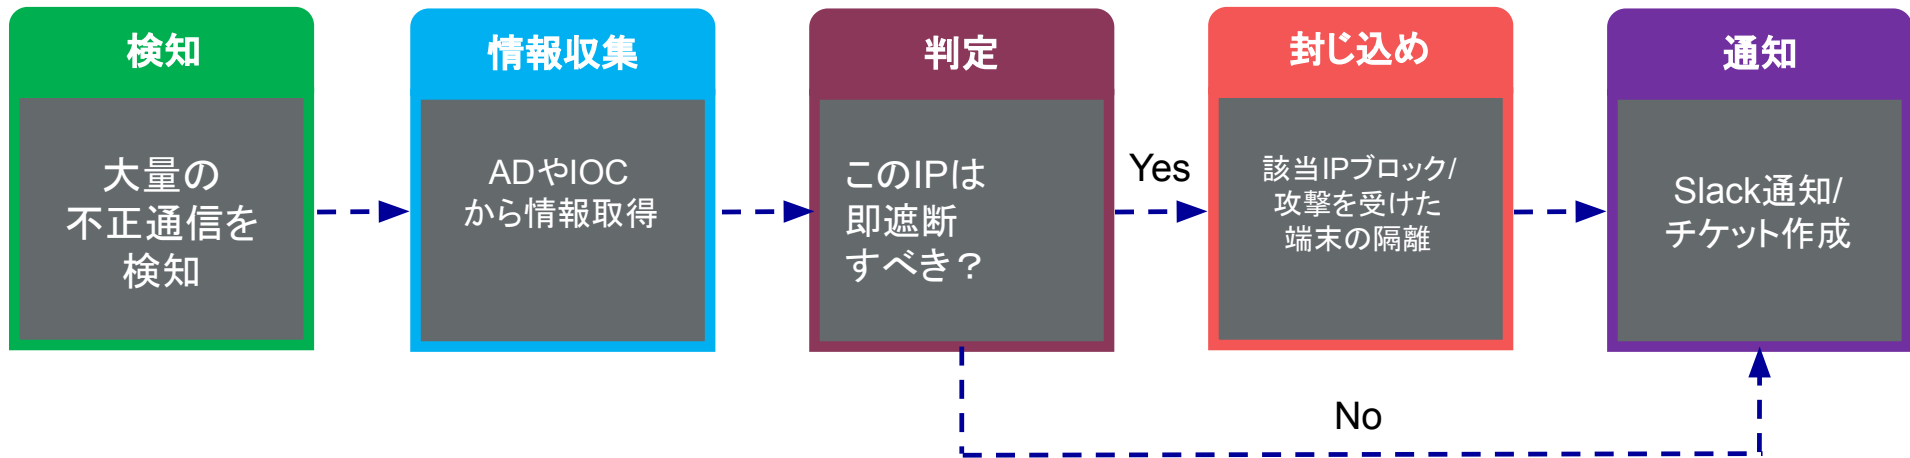 検知
大量の
不正通信を
検知
情報収集
ADやIOC
から情報取得
判定
このIPは
即遮断
すべき？
Yes
封じ込め
該当IPブロック/
攻撃を受けた
端末の隔離
通知
Slack通知/
チケット作成
No